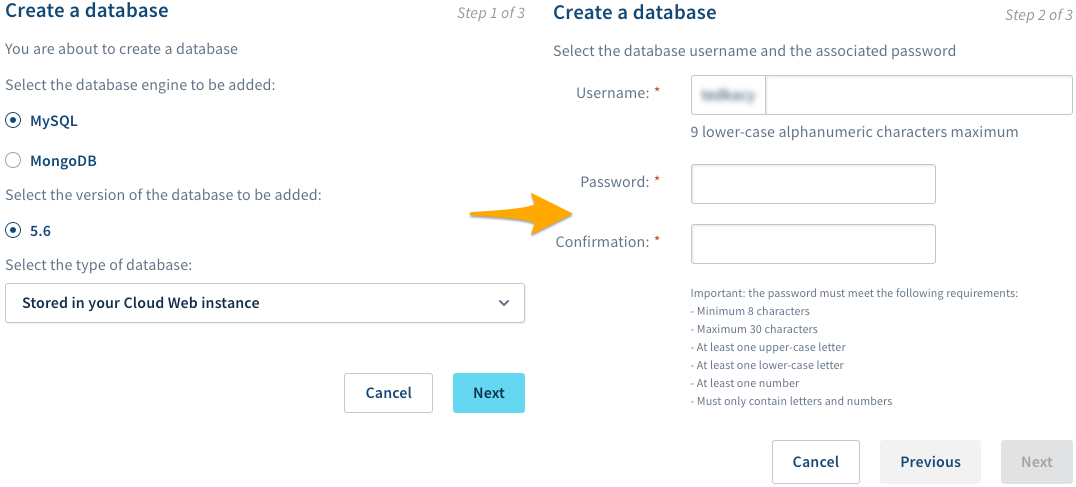 Create a database
Step 1 of 3
You are about to create a database
Select the database engine to be added:
MySQL
MongoDB
Select the version of the database to be added:
5.6
Select the type of database:
Stored in your Cloud Web instance
Cancel
Next
Create a database
Step 2 of 3
Select the database username and the associated password
Username: *
9 lower-case alphanumeric characters maximum
Password: *
Confirmation: *
Important: the password must meet the following requirements:
- Minimum 8 characters
- Maximum 30 characters
- At least one upper-case letter
- At least one lower-case letter
- At least one number
- Must only contain letters and numbers
Cancel
Previous
Next